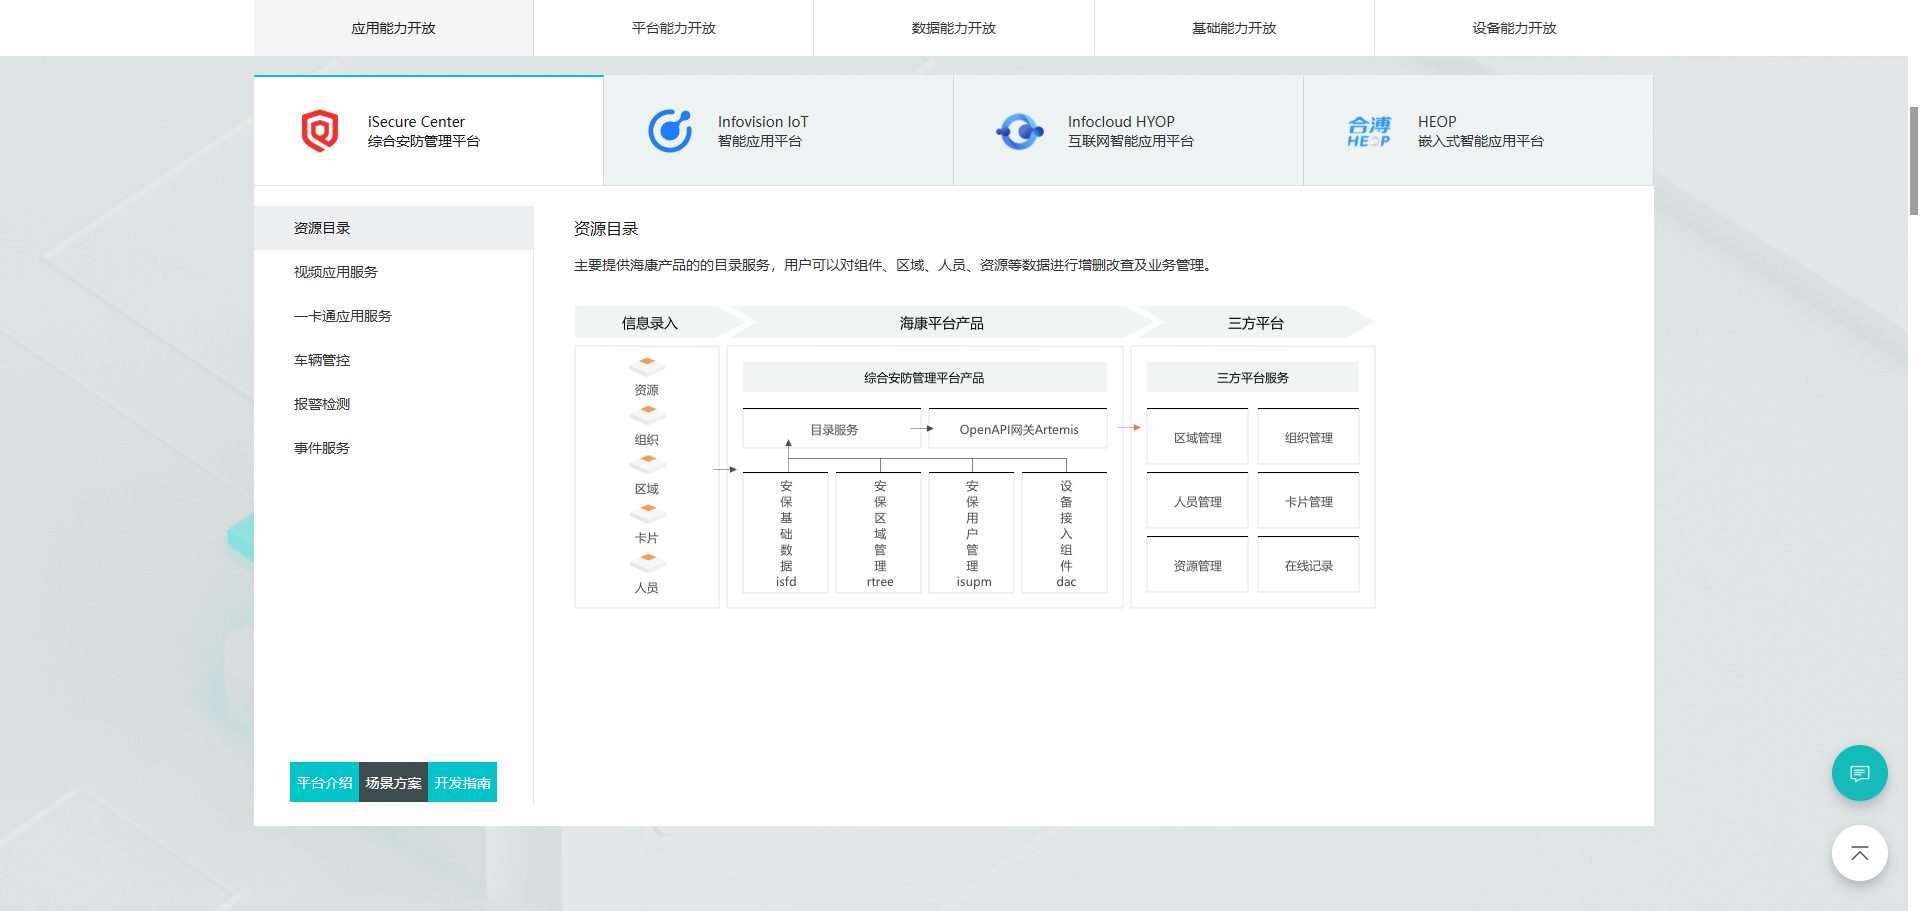 应用能力开放
平台能力开放
数据能力开放
基础能力开放
设备能力开放
iSecure Center
综合安防管理平台
Infovision IoT
智能应用平台
Infocloud HYOP
互联网智能应用平台
合溥
HEOP
HEOP
嵌入式智能应用平台
资源目录
视频应用服务
一卡通应用服务
车辆管控
报警检测
事件服务
平台介绍
场景方案
开发指南
资源目录
主要提供海康产品的的目录服务，用户可以对组件、区域、人员、资源等数据进行增删改查及业务管理。
信息录入
海康平台产品
三方平台
资源
组织
区域
卡片
人员
综合安防管理平台产品
目录服务
OpenAPI网关Artemis
安保基础数据
isfd
安保区域管理
rtree
安保用户管理
isupm
设备接入组件
dac
三方平台服务
区域管理
组织管理
人员管理
卡片管理
资源管理
在线记录